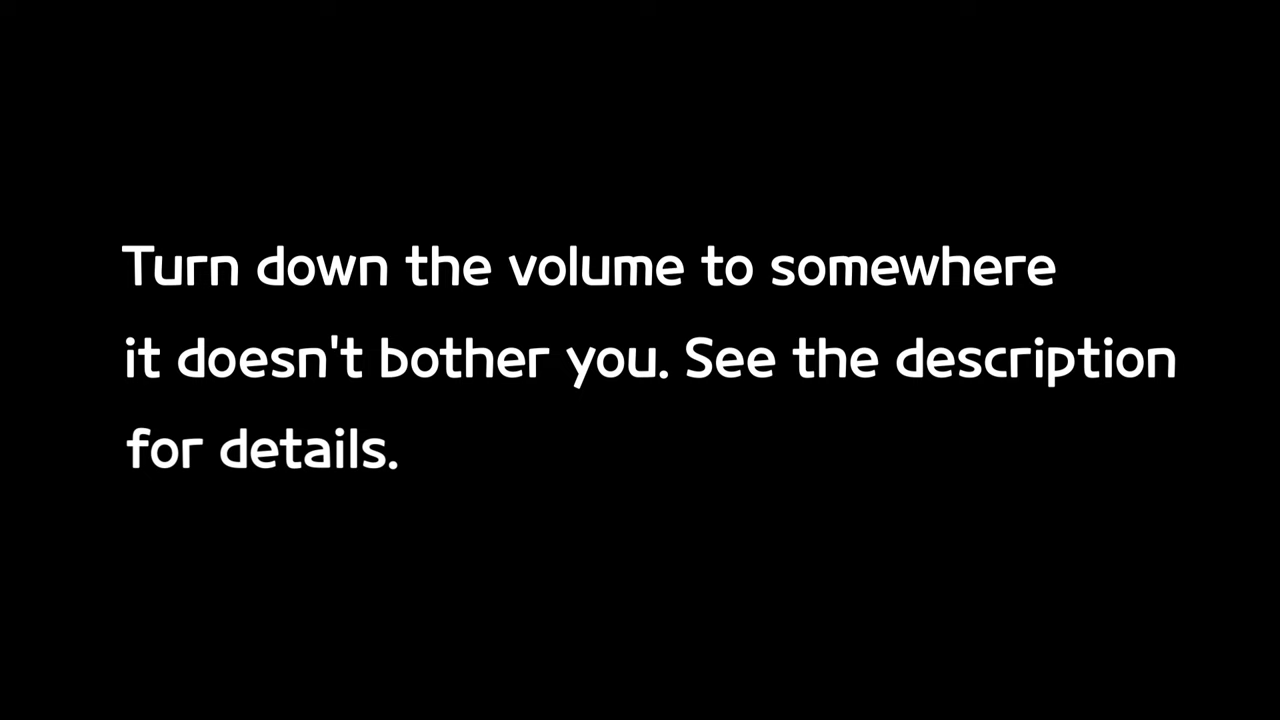 Turn down the volume to somewhere
it doesn't bother you. See the description
for details.